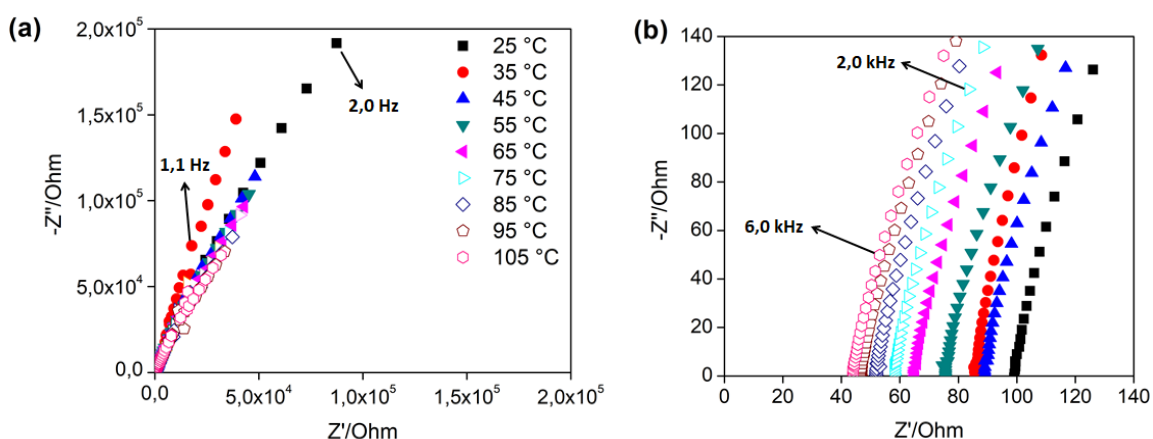 (a)
2,0x10⁵
1,5x10⁵
1,0x10⁵
5,0x10⁴
0,0
-Z''/Ohm
0,0
5,0x10⁴
1,0x10⁵
1,5x10⁵
2,0x10⁵
Z'/Ohm
2,0 Hz
1,1 Hz
25 °C
35 °C
45 °C
55 °C
65 °C
75 °C
85 °C
95 °C
105 °C
(b)
140
120
100
80
60
40
20
0
-Z''/Ohm
0
20
40
60
80
100
120
140
Z'/Ohm
2,0 kHz
6,0 kHz